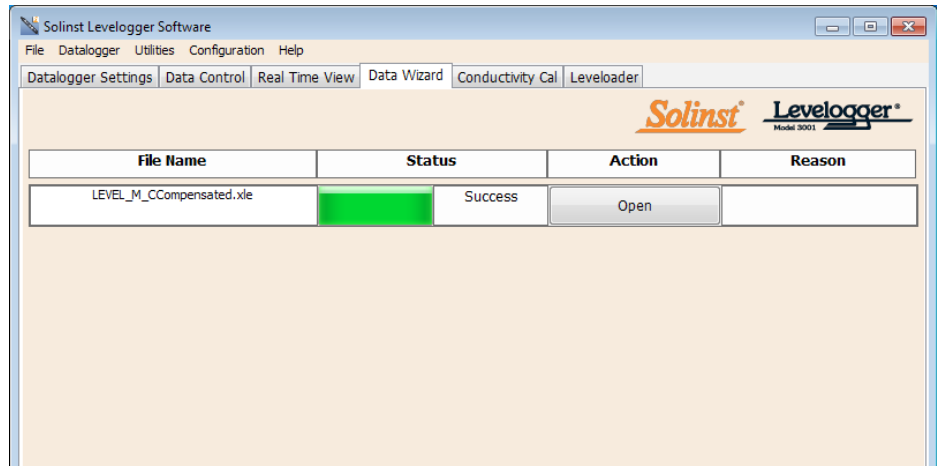 Solinst Levelogger Software
File Datalogger Utilities Configuration Help
Datalogger Settings Data Control Real Time View Data Wizard Conductivity Cal Leveloader
Solinst® Levelogger®
Model 3001
File Name Status Action Reason
LEVEL_M_CCompensated.xle Success Open